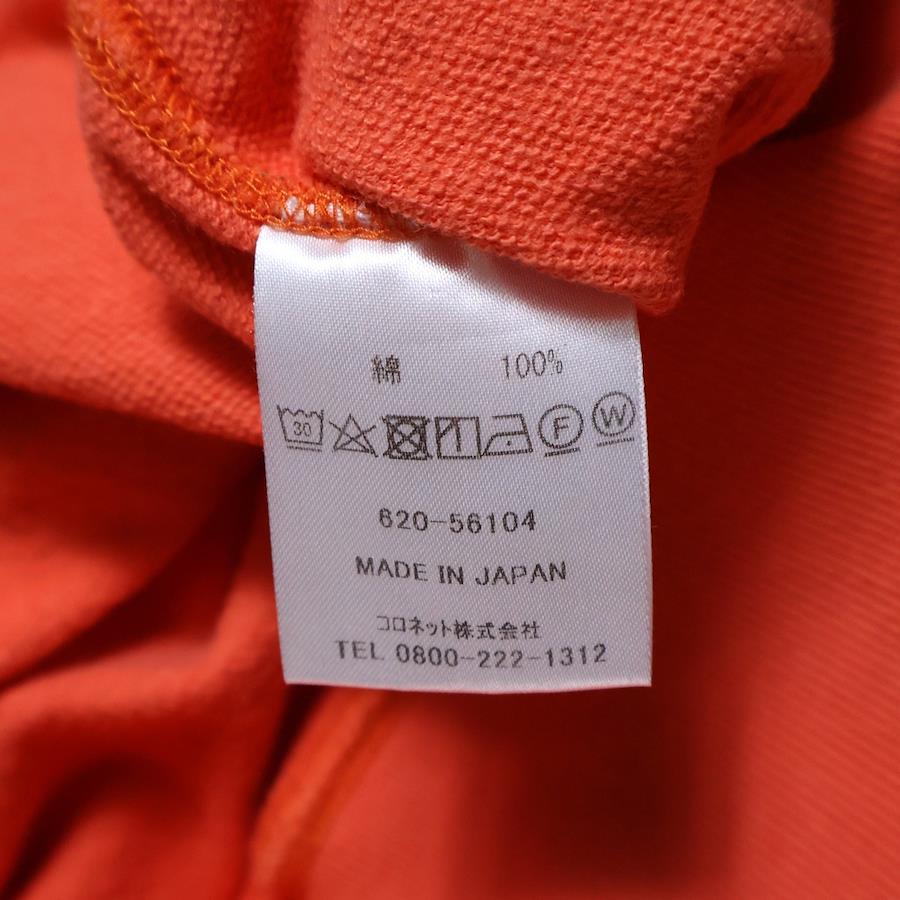 綿 100%
30 F W
620-56104
MADE IN JAPAN
コロネット株式会社
TEL 0800-222-1312